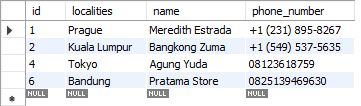 id localities name phone_number
1 Prague Meredith Estrada +1 (231) 895-8267
2 Kuala Lumpur Bangkong Zuma +1 (549) 537-5635
4 Tokyo Agung Yuda 08123618759
6 Bandung Pratama Store 0825139469630
NULL NULL NULL NULL